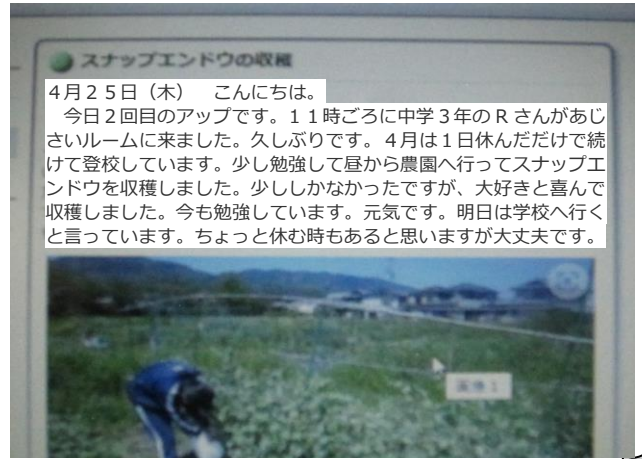 スナップエンドウの収穫
４月２５日（木）　こんにちは。
　今日２回目のアップです。１１時ごろに中学３年のＲさんがあじ
さいルームに来ました。久しぶりです。４月は１日休んだだけで続
けて登校しています。少し勉強して昼から農園へ行ってスナップエ
ンドウを収穫しました。少ししかなかったですが、大好きと喜んで
収穫しました。今も勉強しています。元気です。明日は学校へ行く
と言っています。ちょっと休む時もあると思いますが大丈夫です。
画像１